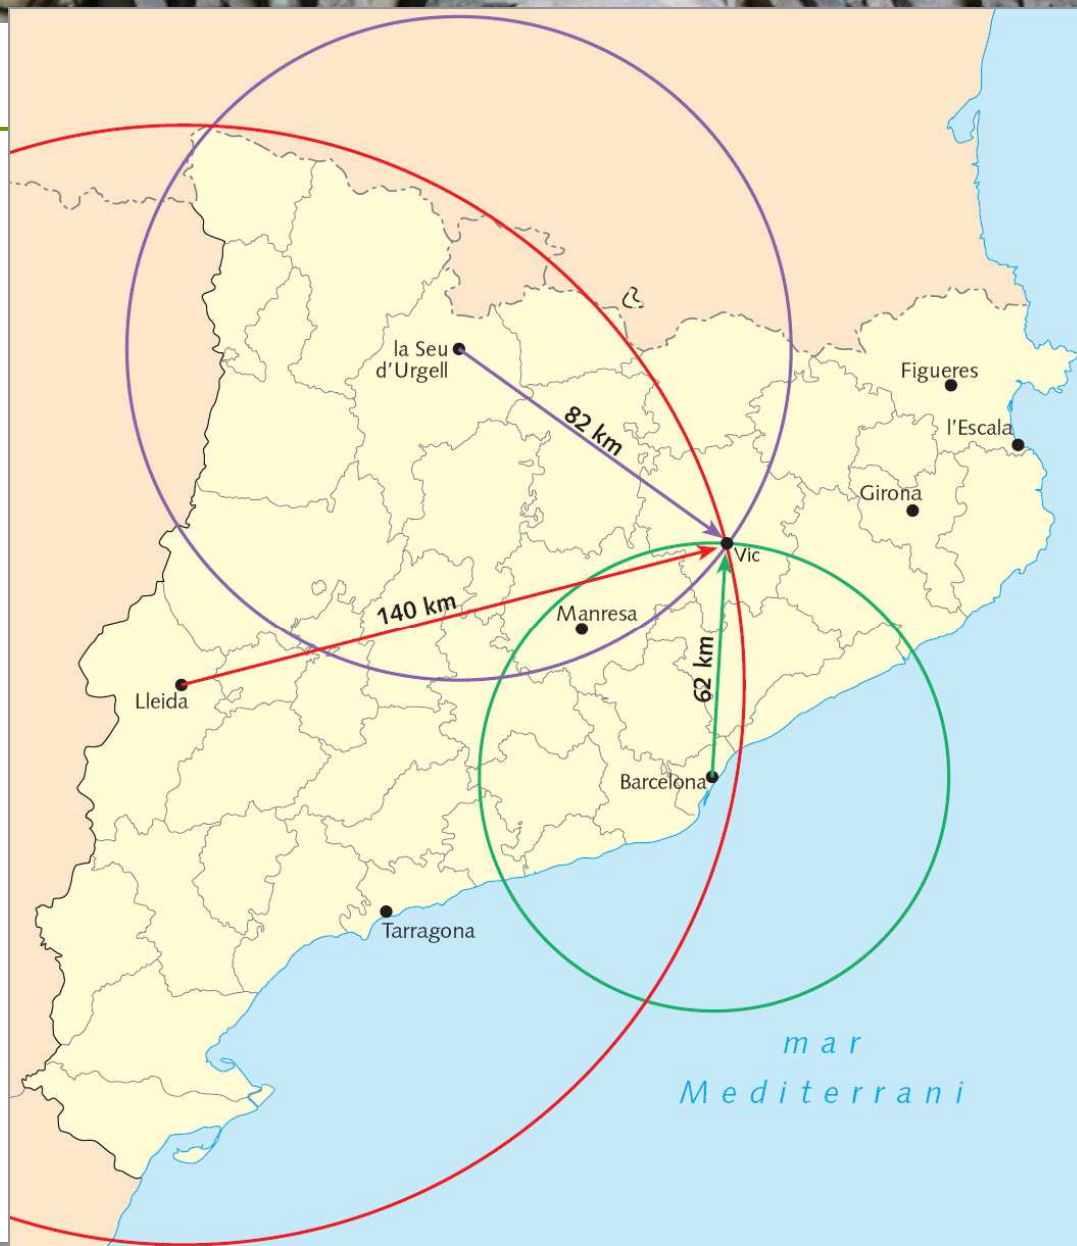 la Seu
d'Urgell
82 km
Figueres
l'Escala
Girona
Vic
140 km
Manresa
62 km
Lleida
Barcelona
Tarragona
mar
Mediterrani